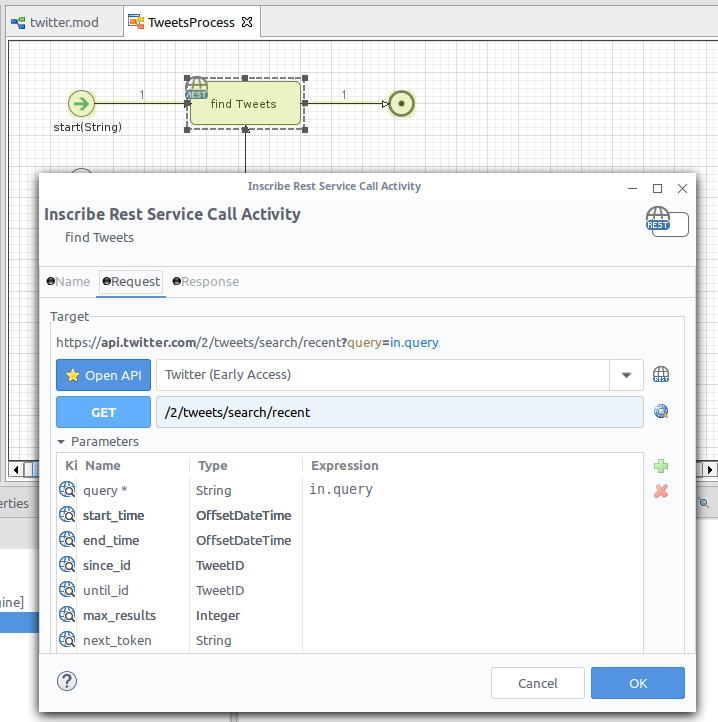 twitter.mod TweetsProcess
1 1
REST
find Tweets
start(String)
Inscribe Rest Service Call Activity
Inscribe Rest Service Call Activity
REST
find Tweets
Name Request Response
Target
https://api.twitter.com/2/tweets/search/recent?query=in.query
Open API Twitter (Early Access) REST
GET /2/tweets/search/recent
Parameters
Ki Name Type Expression
query * String in.query
erties
start_time OffsetDateTime
end_time OffsetDateTime
since_id TweetID
until_id TweetID
gine]
max_results Integer
next_token String
? Cancel OK